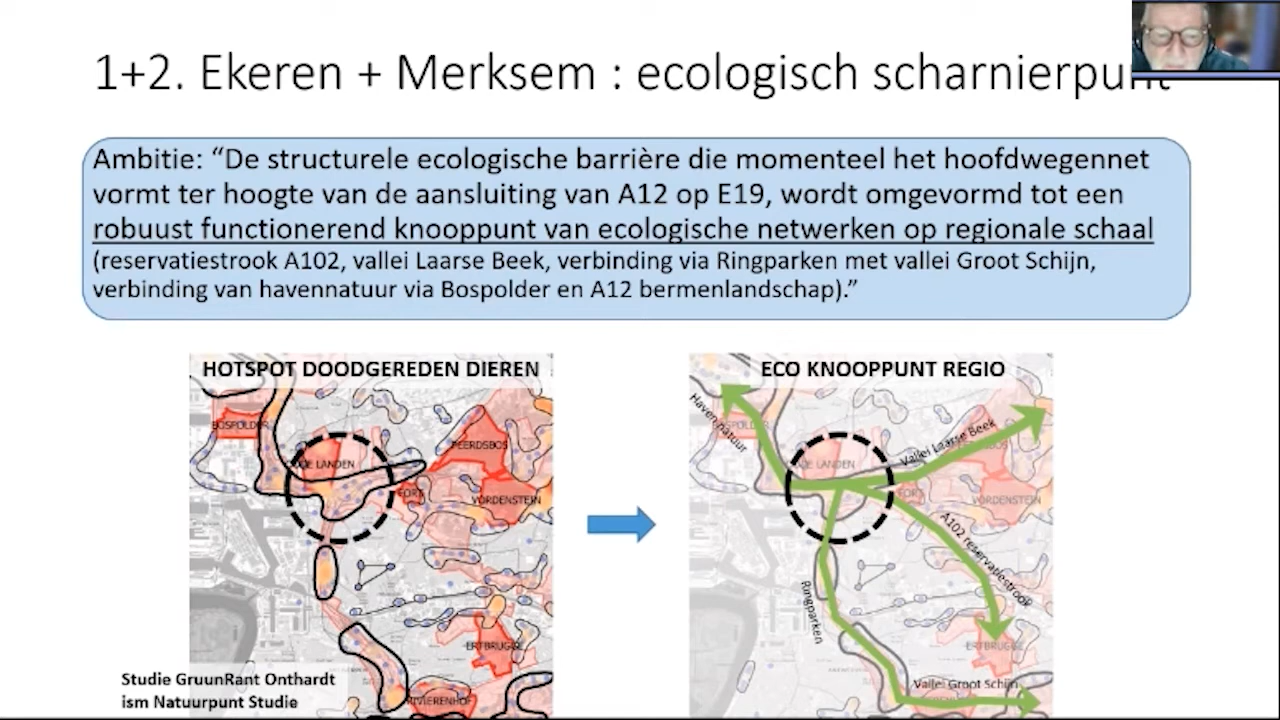 1+2. Ekeren + Merksem : ecologisch scharnierpunt
Ambitie: “De structurele ecologische barrière die momenteel het hoofdwegennet
vormt ter hoogte van de aansluiting van A12 op E19, wordt omgevormd tot een
robuust functionerend knooppunt van ecologische netwerken op regionale schaal
(reservatiestrook A102, vallei Laarse Beek, verbinding via Ringparken met vallei Groot Schijn,
verbinding van havennatuur via Bospolder en A12 bermenlandschap).”
HOTSPOT DOODGEREDEN DIEREN
BOSPOLDER
PEERDSBOS
LANDEN
FORT
VORDENSTEIN
ERTBRUGGE
RIVIERENHOF
Studie GruunRant Onthardt
ism Natuurpunt Studie
ECO KNOOPPUNT REGIO
Havennatuur
Vallei Laarse Beek
LANDEN
FORT
VORDENSTEIN
A102 reservatiestrook
Ringparken
ERTBRUGGE
Vallei Groot Schijn